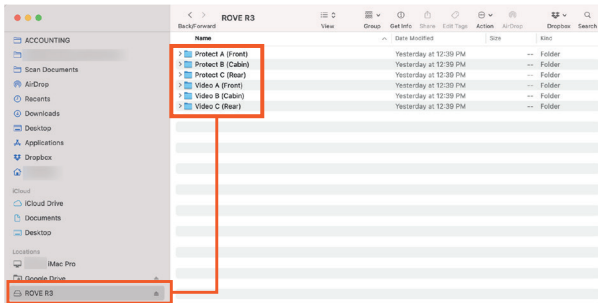 ROVE R3
Back/Forward View Group Get Info Share Edit Tags Action AirDrop Dropbox Search
Name Date Modified Size Kind
Protect A (Front) Yesterday at 12:39 PM -- Folder
Protect B (Cabin) Yesterday at 12:39 PM -- Folder
Protect C (Rear) Yesterday at 12:39 PM -- Folder
Video A (Front) Yesterday at 12:39 PM -- Folder
Video B (Cabin) Yesterday at 12:39 PM -- Folder
Video C (Rear) Yesterday at 12:39 PM -- Folder
ACCOUNTING
Scan Documents
AirDrop
Recents
Downloads
Desktop
Applications
Dropbox
iCloud
iCloud Drive
Documents
Desktop
Locations
iMac Pro
Google Drive
ROVE R3